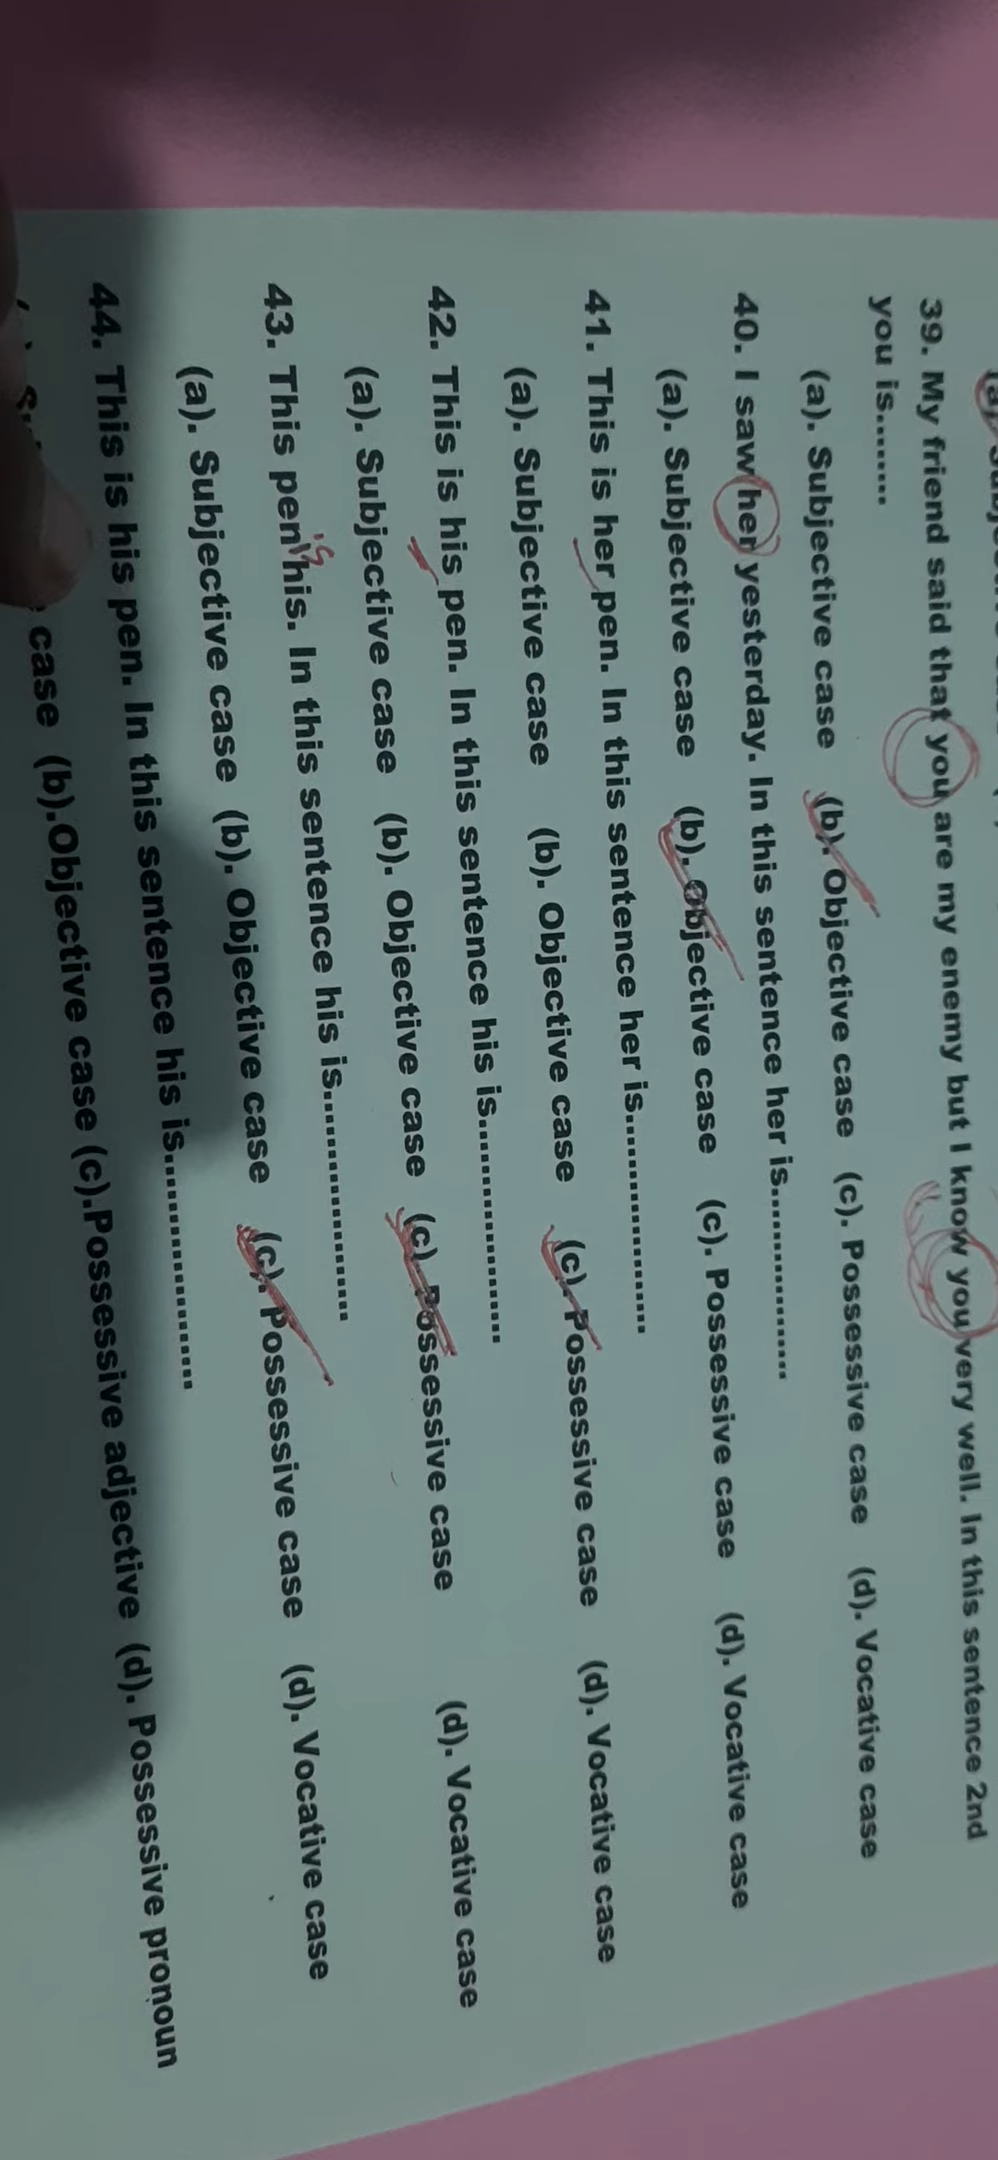 39. My friend said that you are my enemy but I know you very well. In this sentence 2nd
you is.......
(a). Subjective case (b). Objective case (c). Possessive case (d). Vocative case
40. I saw her yesterday. In this sentence her is..................
(a). Subjective case (b). Objective case (c). Possessive case (d). Vocative case
41. This is her pen. In this sentence her is....................
(a). Subjective case (b). Objective case (c). Possessive case (d). Vocative case
42. This is his pen. In this sentence his is.....................
(a). Subjective case (b). Objective case (c). Possessive case (d). Vocative case
43. This pen is his. In this sentence his is.....................
(a). Subjective case (b). Objective case (c). Possessive case (d). Vocative case
44. This is his pen. In this sentence his is.....................
case (b).Objective case (c).Possessive adjective (d). Possessive pronoun